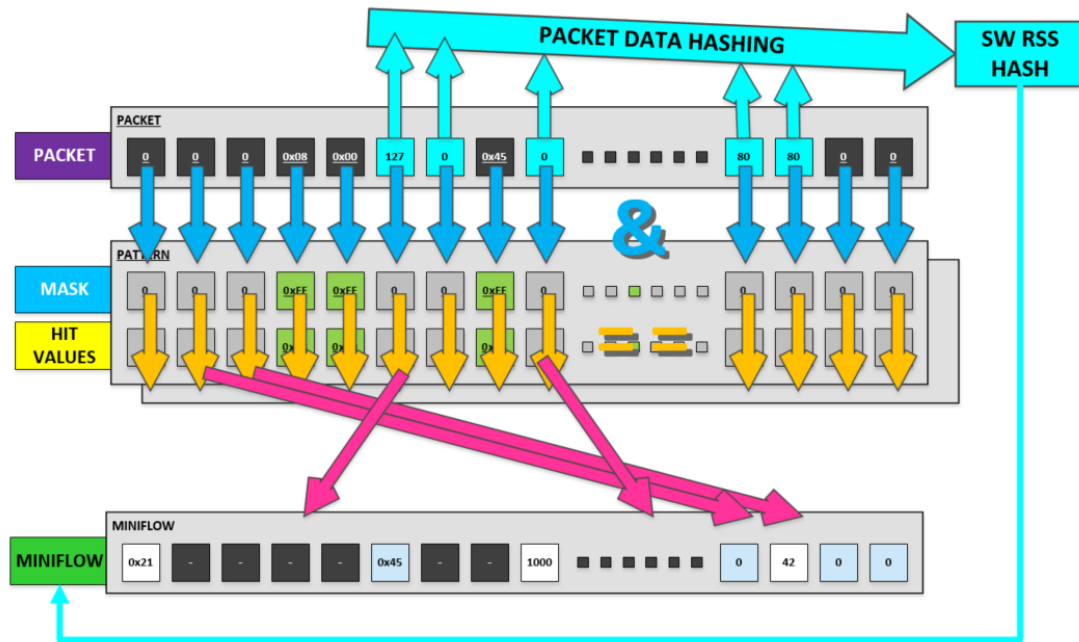 PACKET DATA HASHING
SW RSS
HASH
PACKET
PACKET
0 0 0 0x08 0x00 127 0 0x45 0 80 80 0 0
&
PATTERN
MASK
0 0 0 0xFF 0xFF 0 0 0xFF 0 0 0 0 0
HIT
VALUES
==
MINIFLOW
MINIFLOW
0x21 - - - - 0x45 - - 1000 0 42 0 0